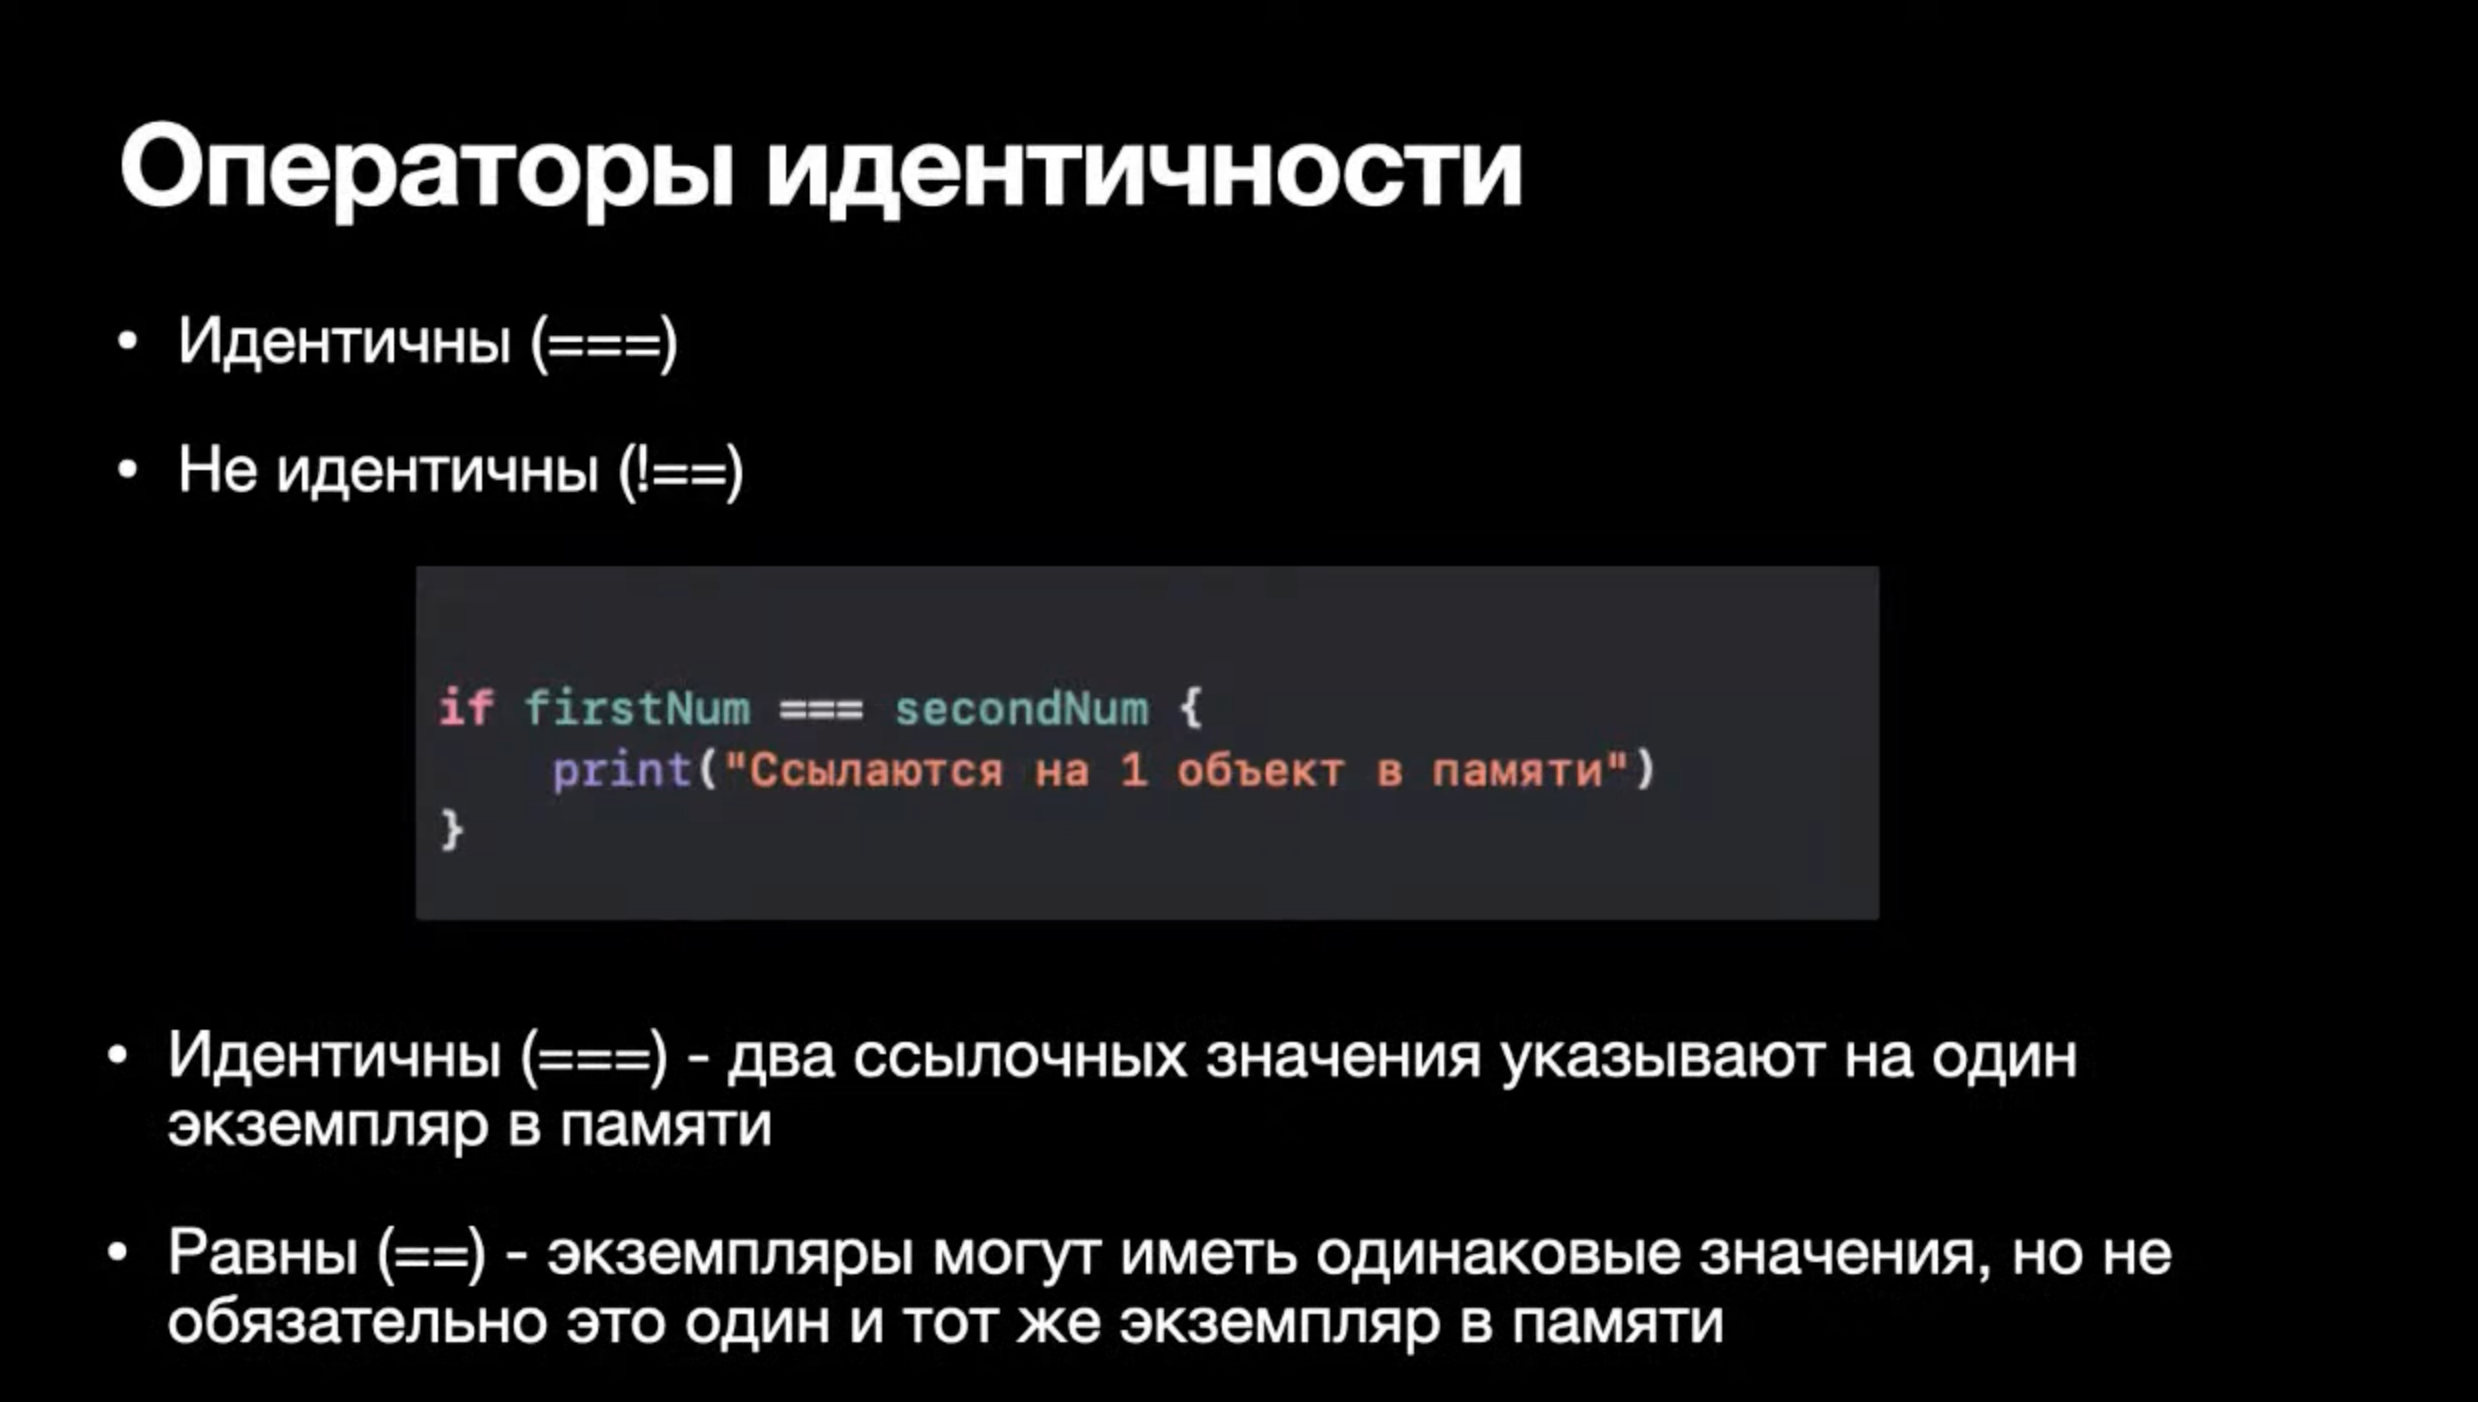 Операторы идентичности
• Идентичны (===)
• Не идентичны (!==)
if firstNum === secondNum {
print("Ссылаются на 1 объект в памяти")
}
• Идентичны (===) - два ссылочных значения указывают на один
экземпляр в памяти
• Равны (==) - экземпляры могут иметь одинаковые значения, но не
обязательно это один и тот же экземпляр в памяти